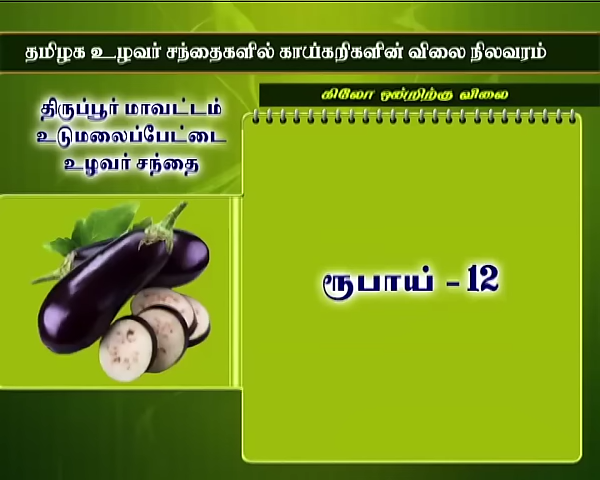 தமிழக உழவர் சந்தைகளில் காய்கறிகளின் விலை நிலவரம்
கிலோ ஒன்றிற்கு விலை
திருப்பூர் மாவட்டம்
உடுமலைப்பேட்டை
உழவர் சந்தை
ரூபாய் - 12